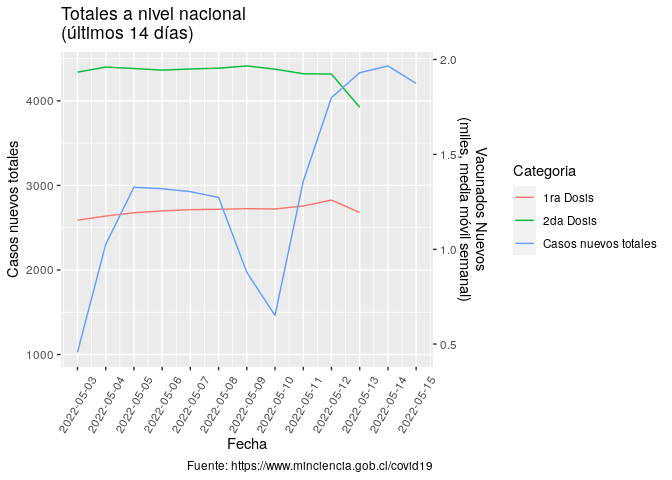 Totales a nivel nacional
(últimos 14 días)
Casos nuevos totales
4000
3000
2000
1000
2.0
1.5
1.0
0.5
Vacunados Nuevos
(miles, media móvil semanal)
2022-05-03
2022-05-04
2022-05-05
2022-05-06
2022-05-07
2022-05-08
2022-05-09
2022-05-10
2022-05-11
2022-05-12
2022-05-13
2022-05-14
2022-05-15
Fecha
Categoria
1ra Dosis
2da Dosis
Casos nuevos totales
Fuente: https://www.minciencia.gob.cl/covid19